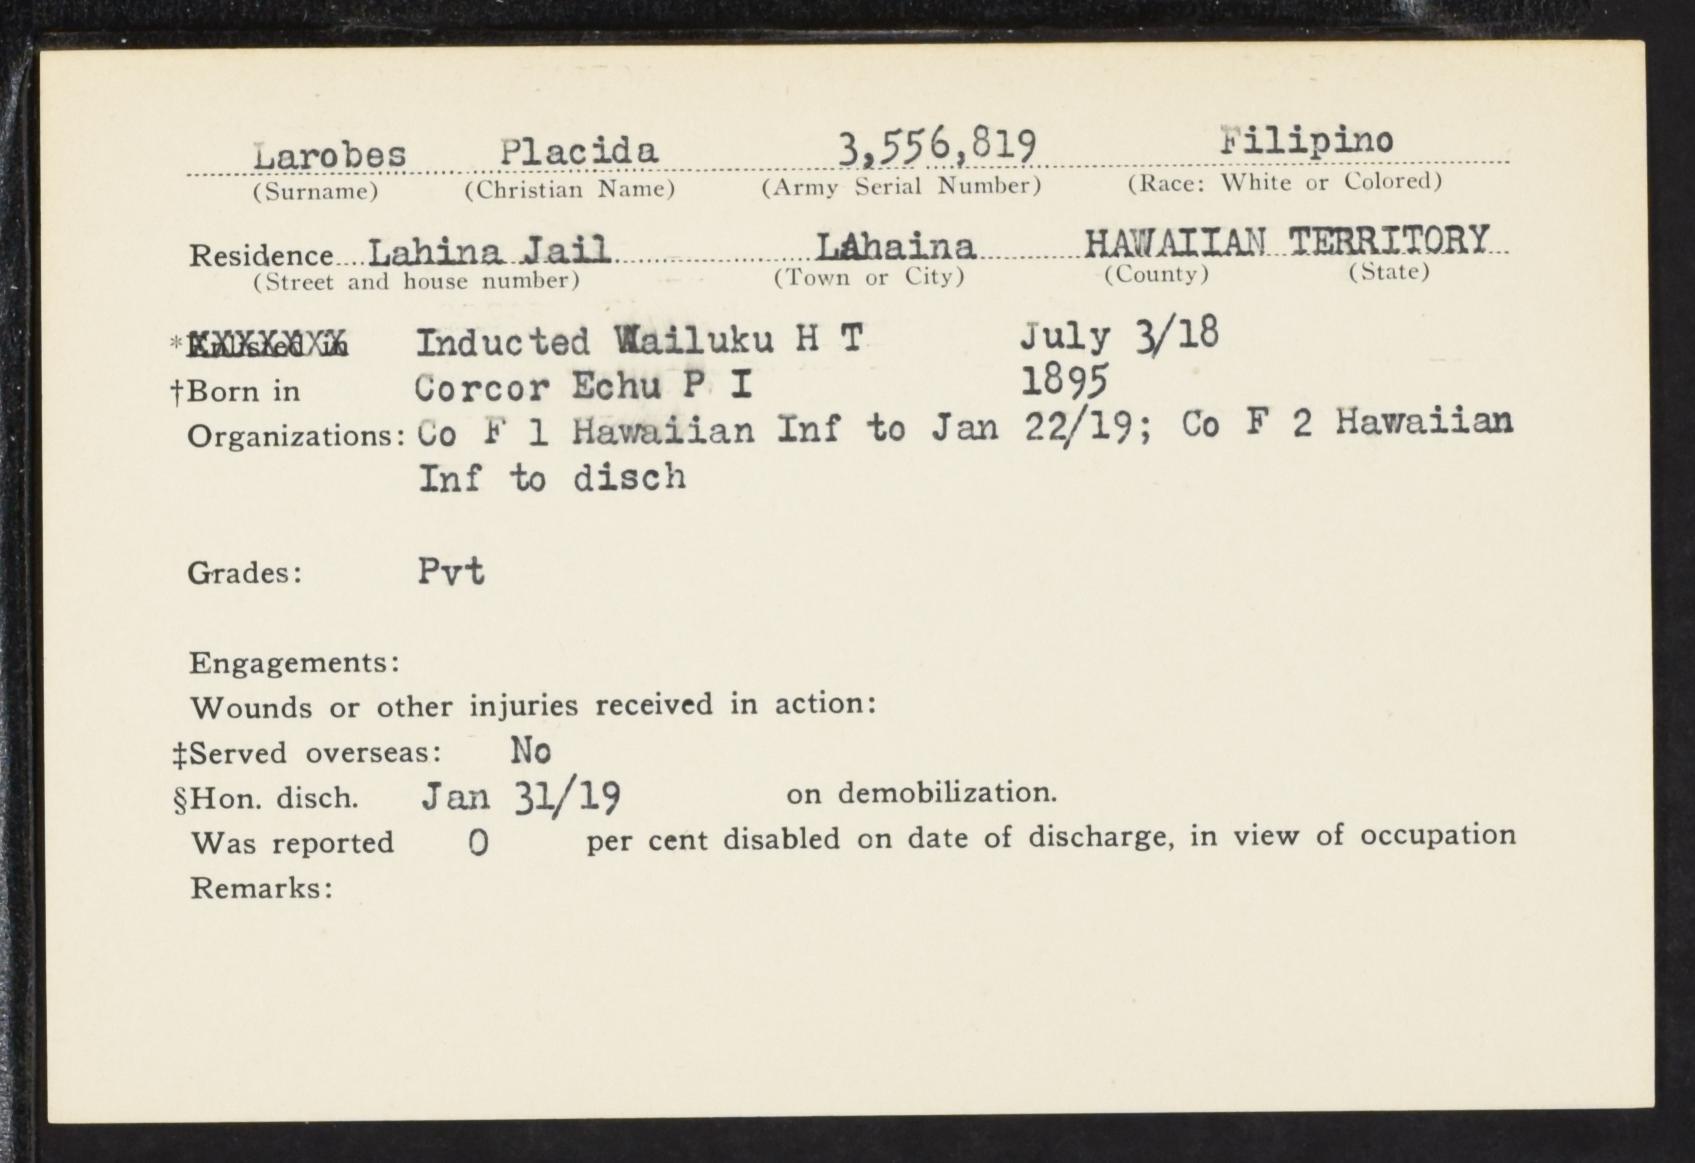 Larobes Placida 3,556,819 Filipino
(Surname) (Christian Name) (Army Serial Number) (Race: White or Colored)
Residence Lahina Jail LAhaina HAWAIIAN TERRITORY
(Street and house number) (Town or City) (County) (State)
*Enlisted in Inducted Wailuku H T July 3/18
†Born in Corcor Echu P I 1895
Organizations: Co F 1 Hawaiian Inf to Jan 22/19; Co F 2 Hawaiian
Inf to disch
Grades: Pvt
Engagements:
Wounds or other injuries received in action:
‡Served overseas: No
§Hon. disch. Jan 31/19 on demobilization.
Was reported 0 per cent disabled on date of discharge, in view of occupation
Remarks: